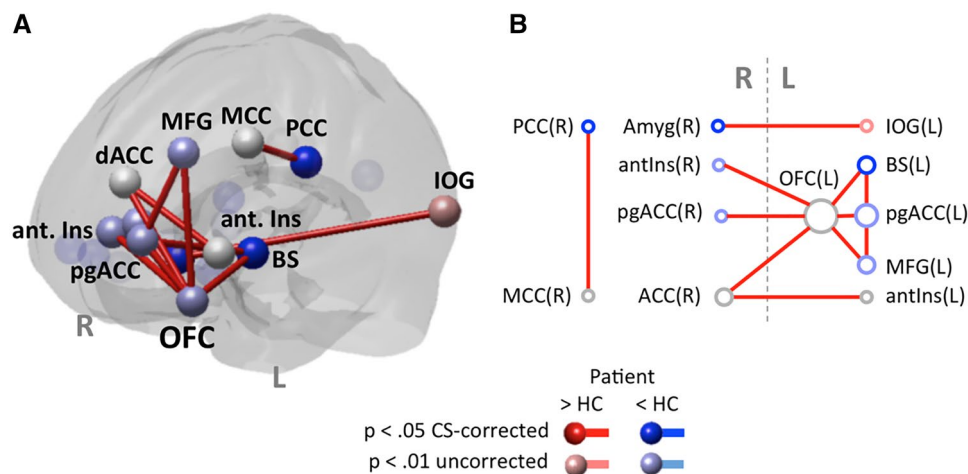 A
MFG
MCC
PCC
dACC
IOG
ant. Ins
ant. Ins
pgACC
BS
OFC
R
L
B
R
L
PCC(R)
Amyg(R)
IOG(L)
antIns(R)
OFC(L)
BS(L)
pgACC(R)
pgACC(L)
MFG(L)
MCC(R)
ACC(R)
antIns(L)
Patient
> HC
< HC
p < .05 CS-corrected
p < .01 uncorrected